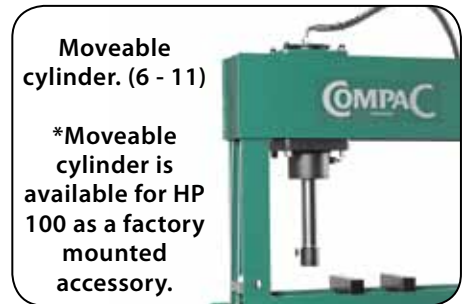 Moveable
cylinder. (6 - 11)
*Moveable
cylinder is
available for HP
100 as a factory
mounted
accessory.
COMPAC